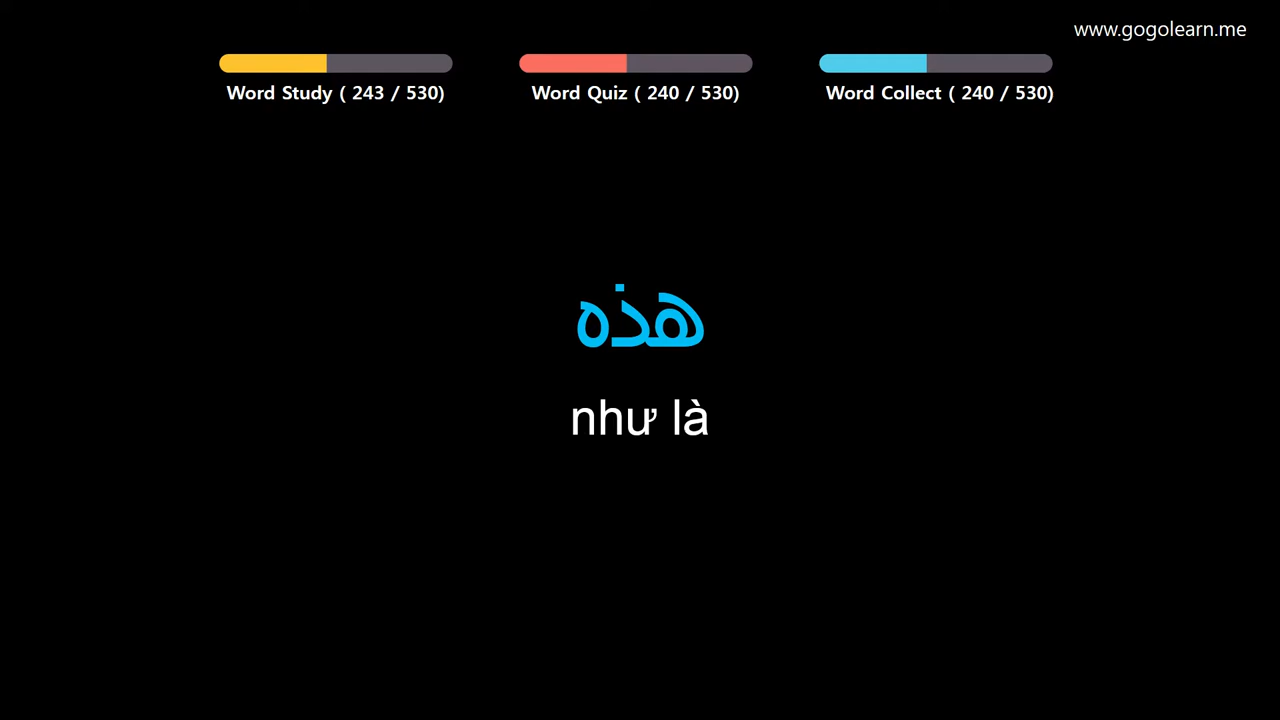 www.gogolearn.me
Word Study ( 243 / 530)
Word Quiz ( 240 / 530)
Word Collect ( 240 / 530)
هذه
như là